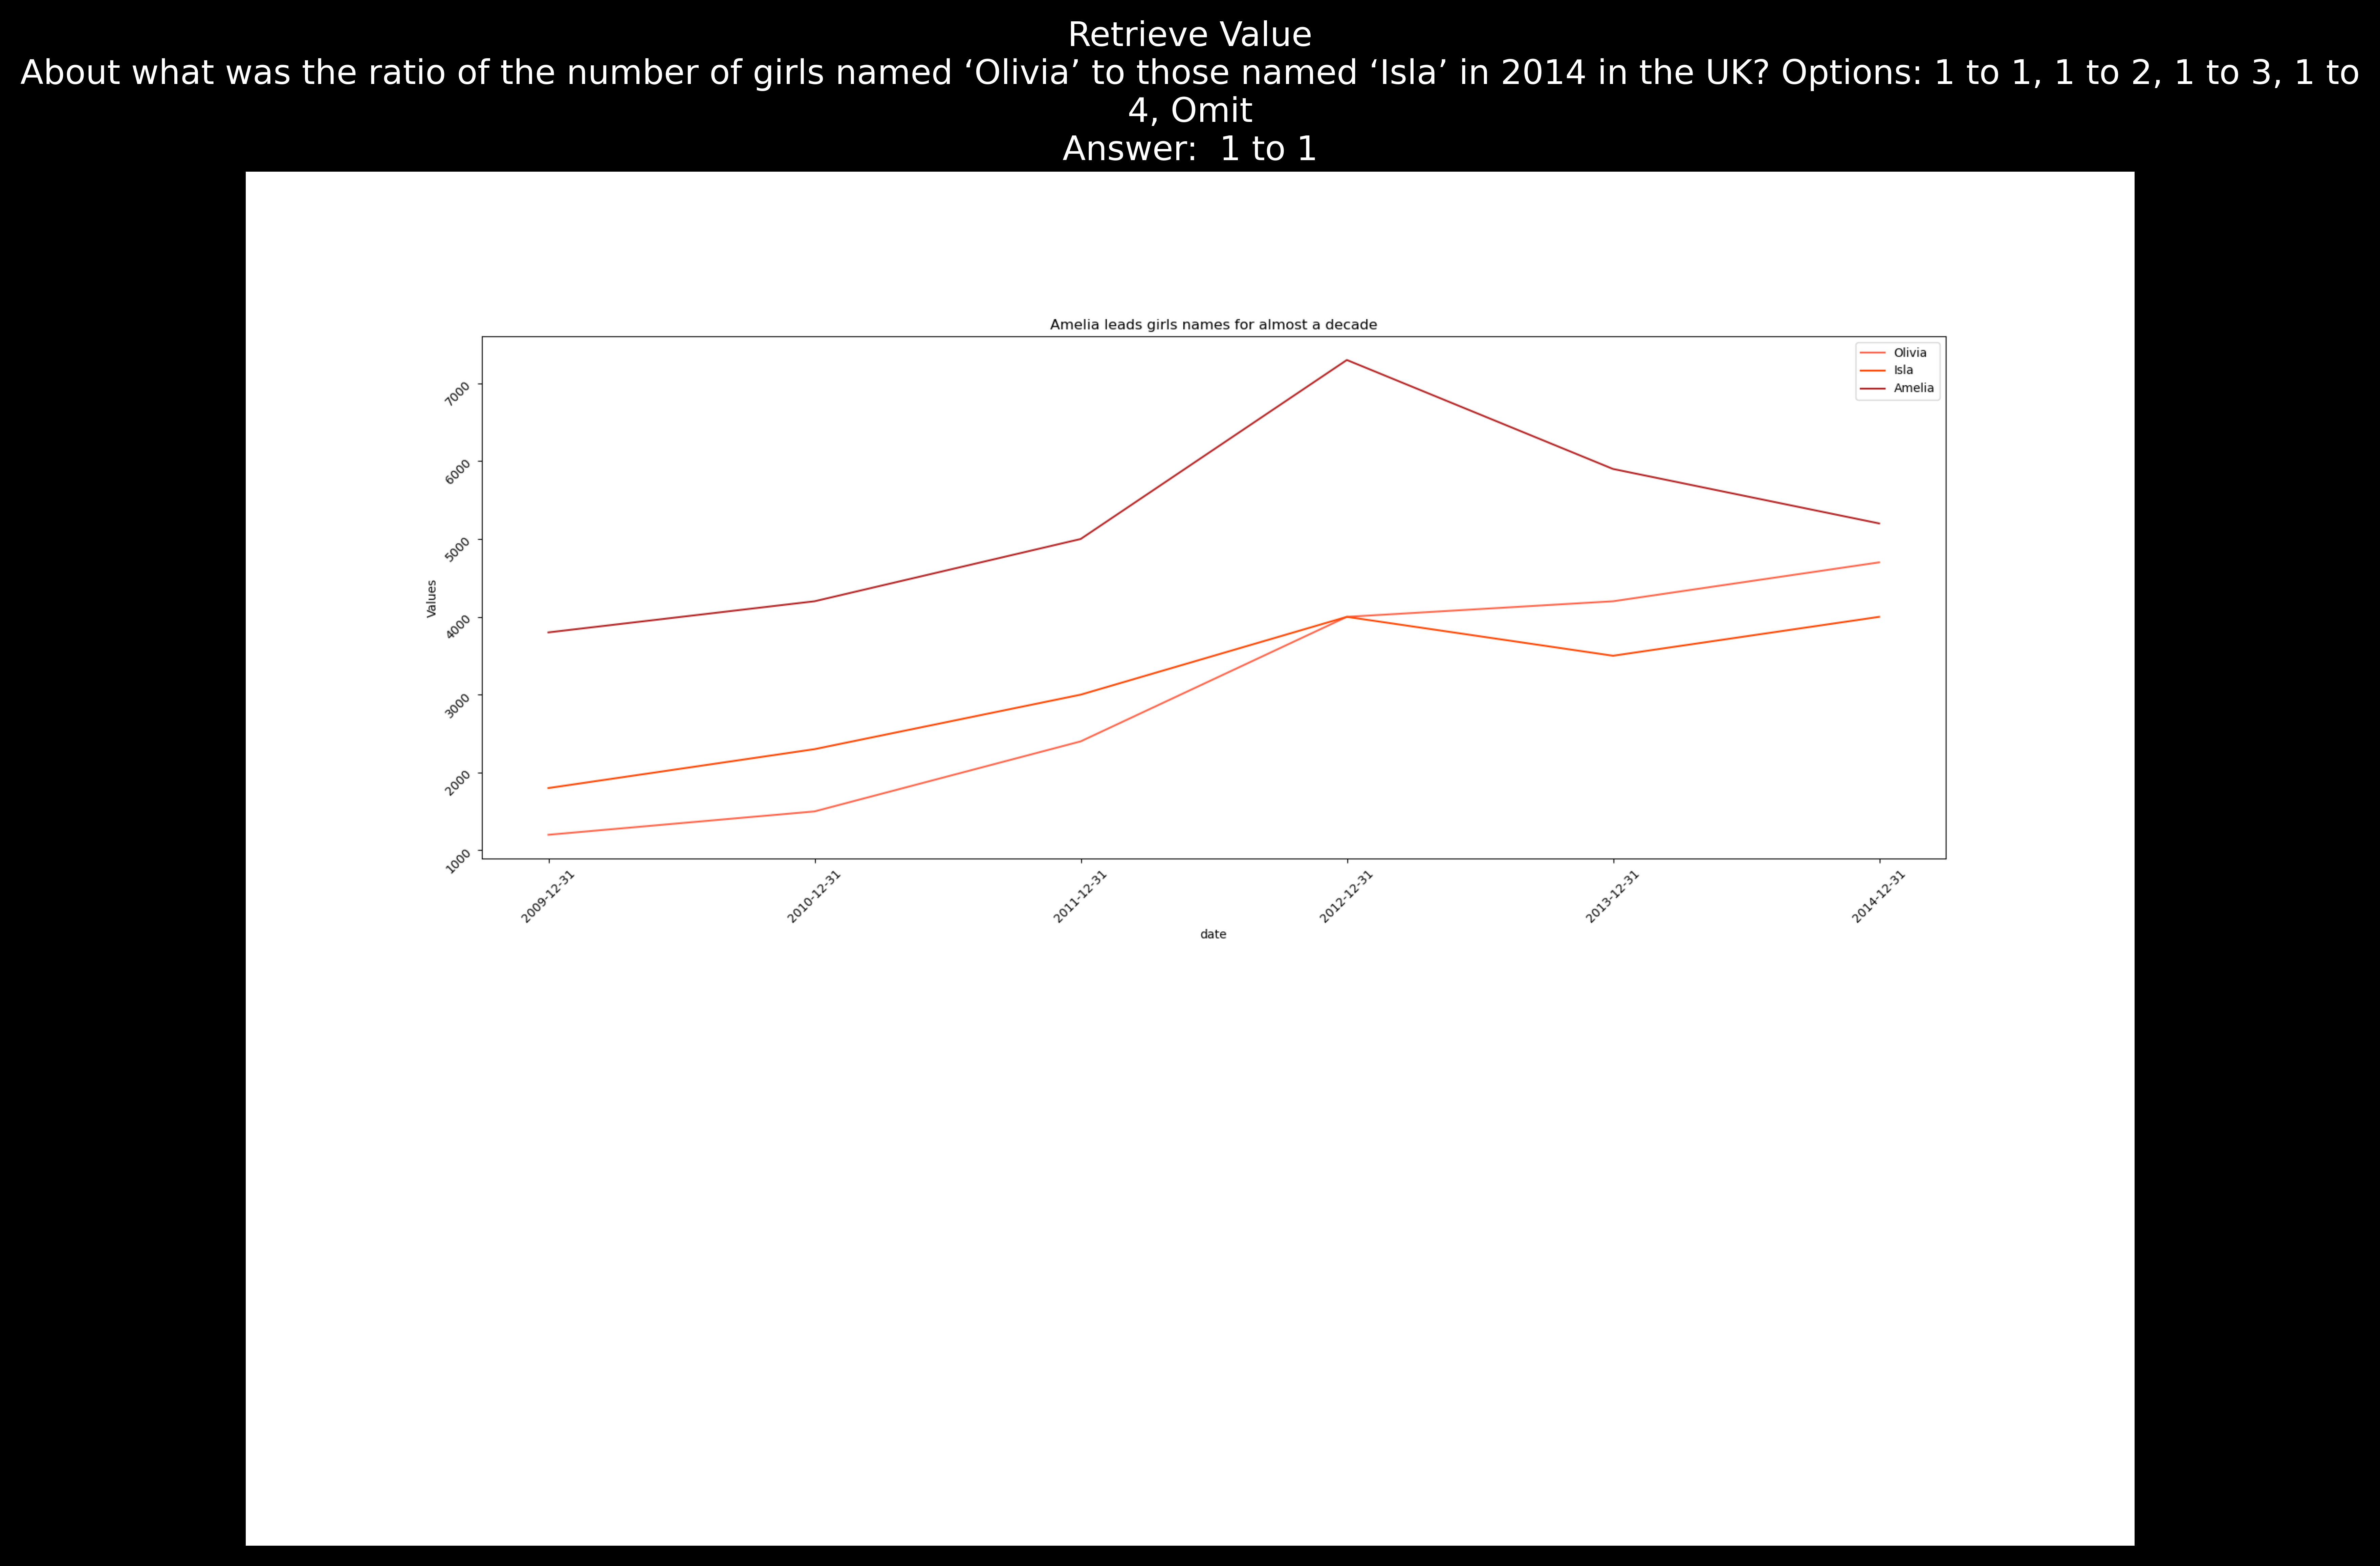 Retrieve Value
About what was the ratio of the number of girls named ‘Olivia’ to those named ‘Isla’ in 2014 in the UK? Options: 1 to 1, 1 to 2, 1 to 3, 1 to
4, Omit
Answer:  1 to 1
Amelia leads girls names for almost a decade
Olivia
Isla
Amelia
7000
6000
5000
4000
3000
2000
1000
Values
2009-12-31
2010-12-31
2011-12-31
2012-12-31
2013-12-31
2014-12-31
date